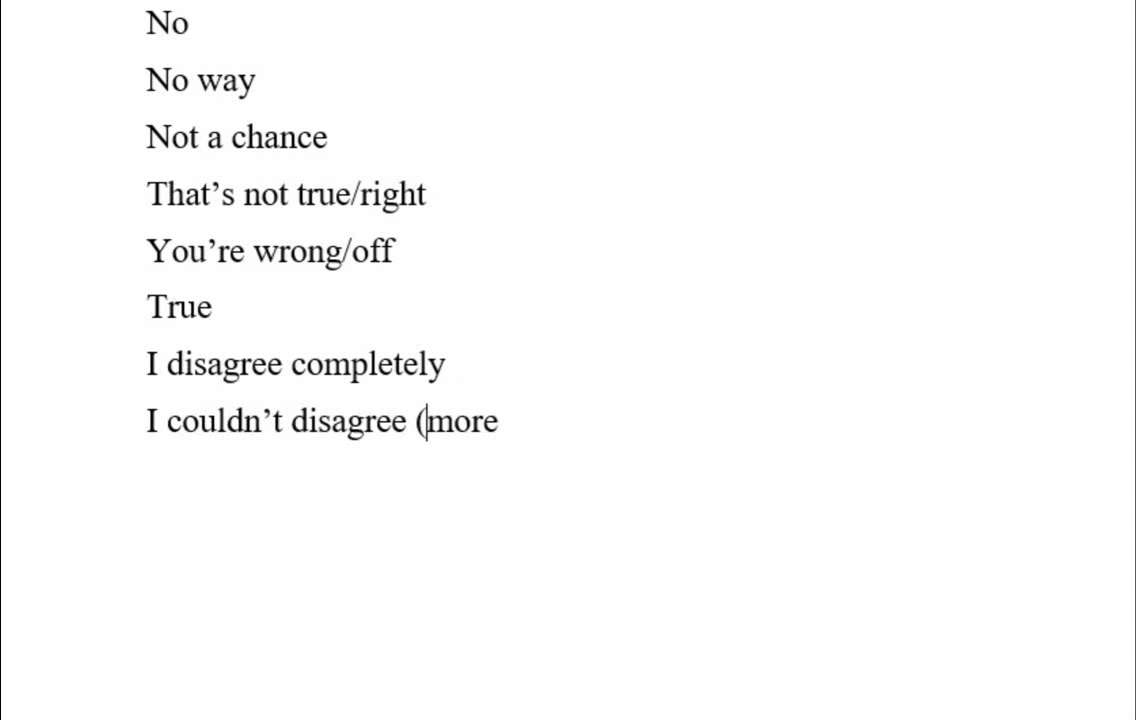 No
No way
Not a chance
That’s not true/right
You’re wrong/off
True
I disagree completely
I couldn’t disagree (more